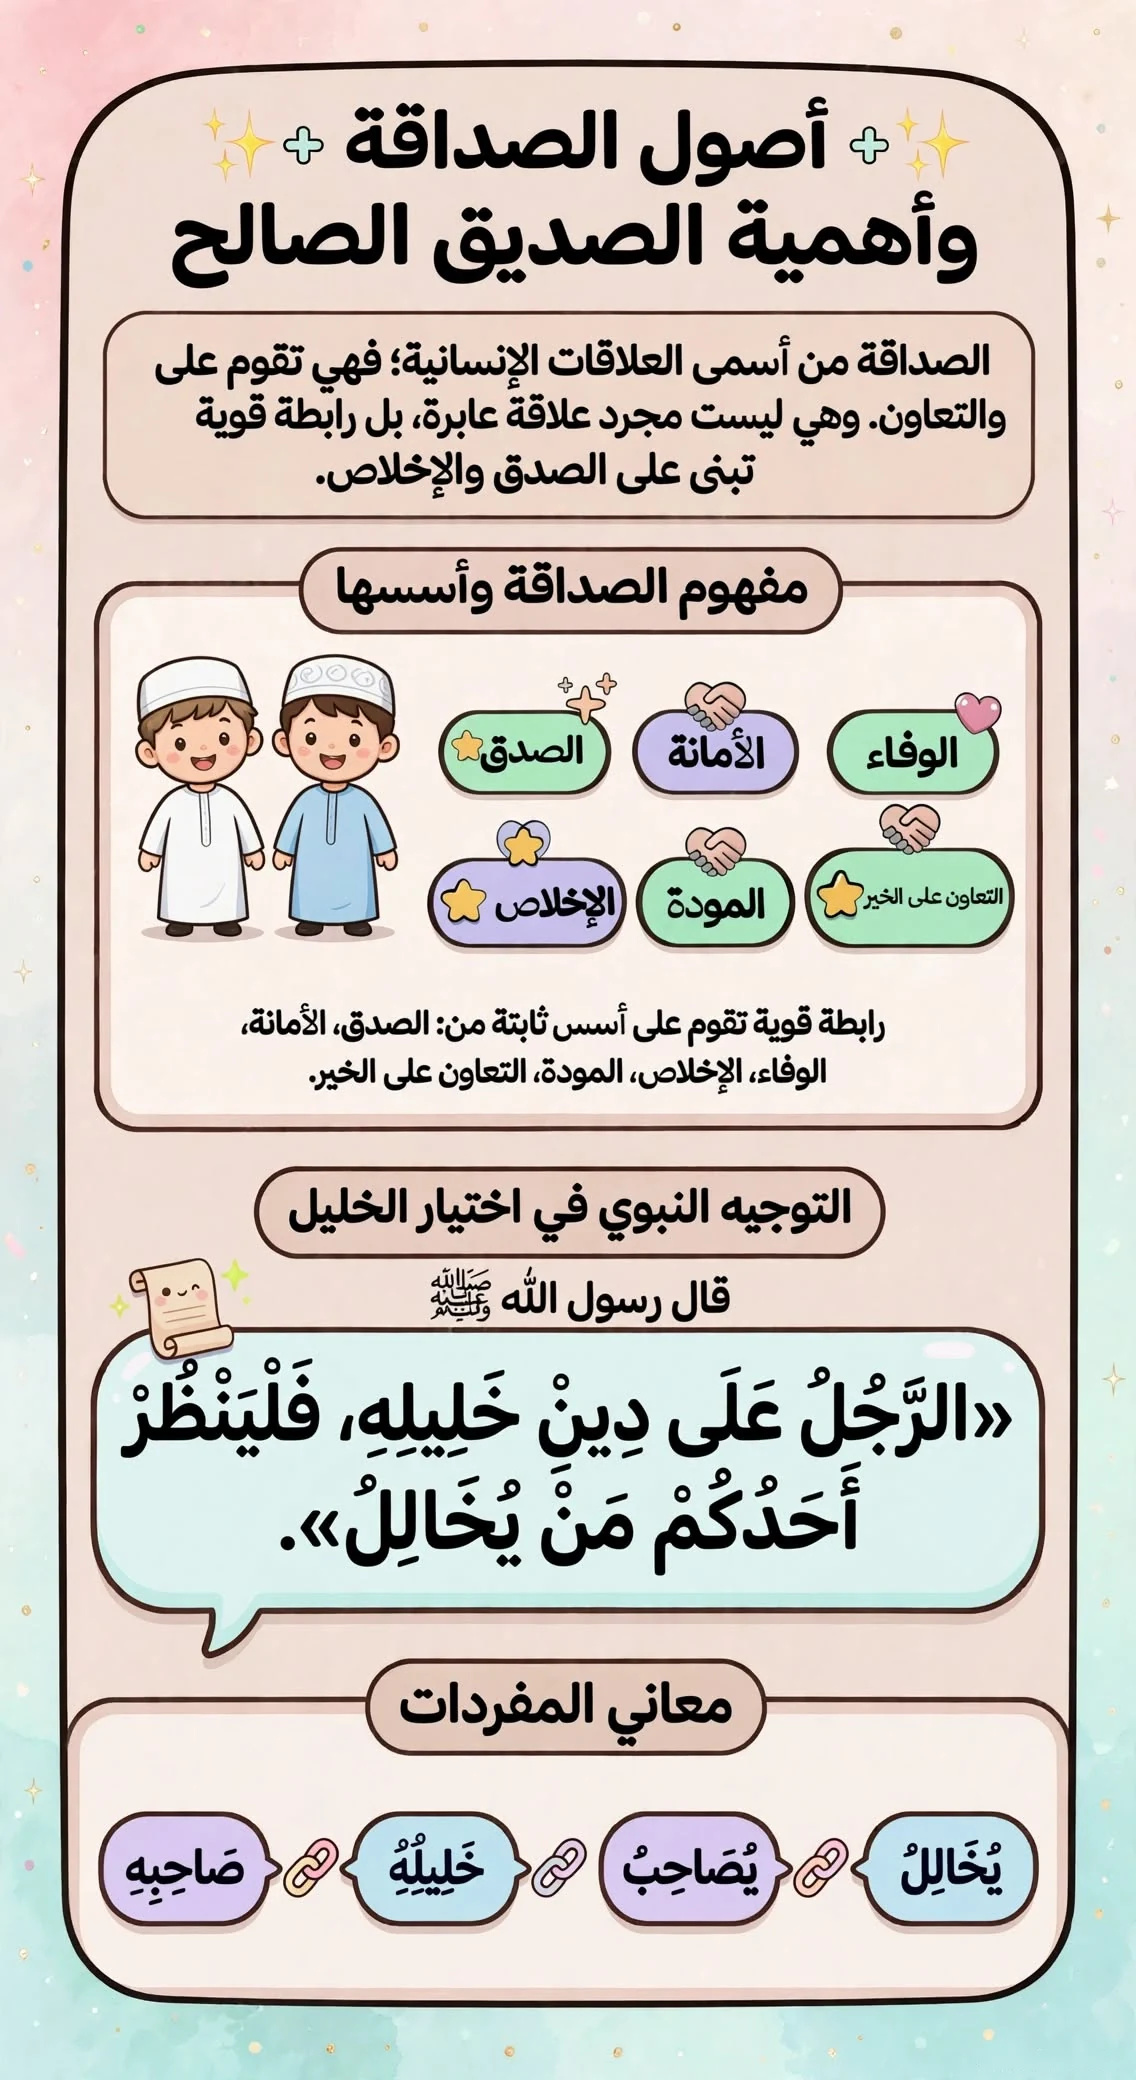 أصول الصداقة
وأهمية الصديق الصالح
الصداقة من أسمى العلاقات الإنسانية؛ فهي تقوم على
والتعاون. وهي ليست مجرد علاقة عابرة، بل رابطة قوية
تبنى على الصدق والإخلاص.
مفهوم الصداقة وأسسها
الوفاء
الأمانة
الصدق
التعاون على الخير
المودة
الإخلاص
رابطة قوية تقوم على أسس ثابتة من: الصدق، الأمانة،
الوفاء، الإخلاص، المودة، التعاون على الخير.
التوجيه النبوي في اختيار الخليل
قال رسول الله ﷺ
«الرَّجُلُ عَلَى دِينْ خَلِيلِهِ، فَلْيَنْظُرْ
أَحَدُكُمْ مَنْ يُخَالِلُ».
معاني المفردات
يُخَالِلُ
يُصَاحِبُ
خَلِيلُهُ
صَاحِبِهِ